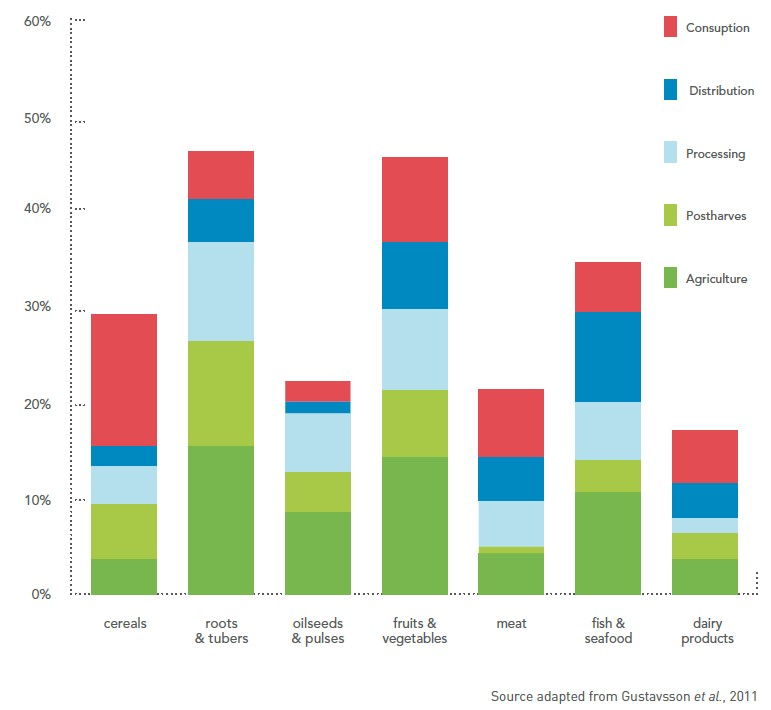 60%
50%
40%
30%
20%
10%
0%
Consuption
Distribution
Processing
Postharves
Agriculture
cereals
roots
& tubers
oilseeds
& pulses
fruits &
vegetables
meat
fish &
seafood
dairy
products
Source adapted from Gustavsson et al., 2011